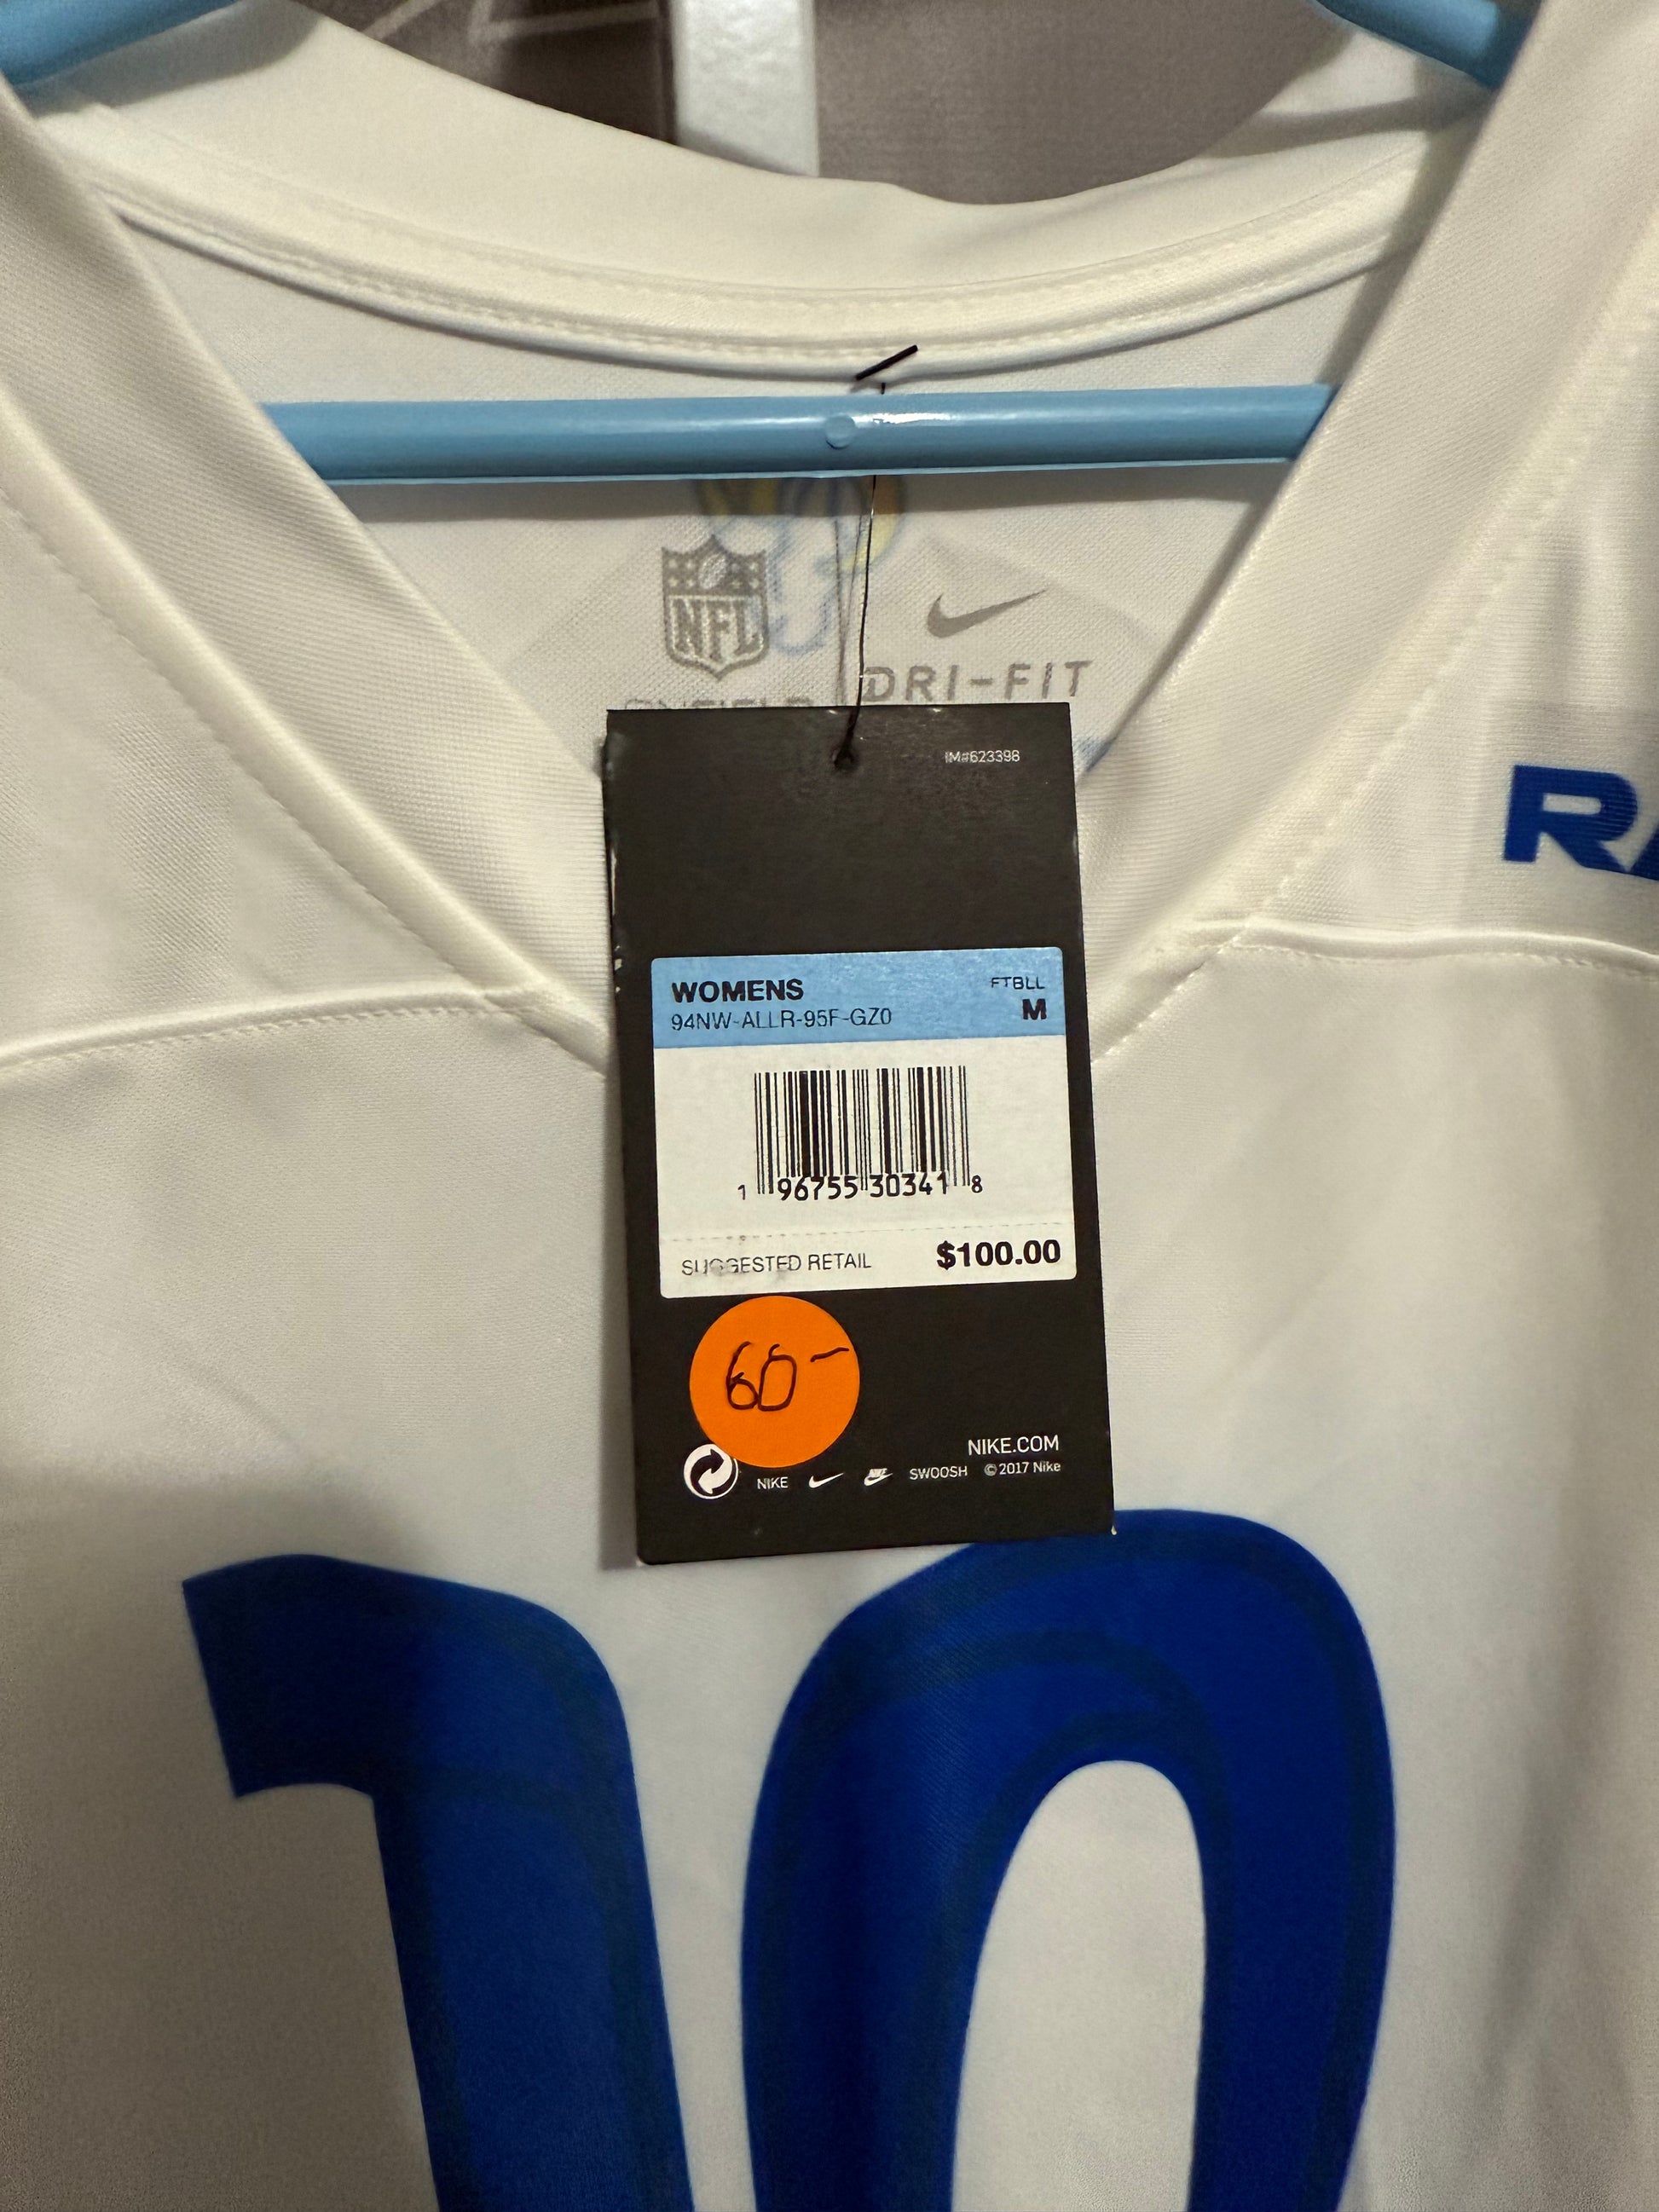 NFL
DRI-FIT
IM#623398
RA
WOMENS
FTBLL
94NW-ALLR-95F-GZ0
M
1 96755 30341 8
SUGGESTED RETAIL
$100.00
60-
NIKE.COM
NIKE
NIKE
SWOOSH
© 2017 Nike
10